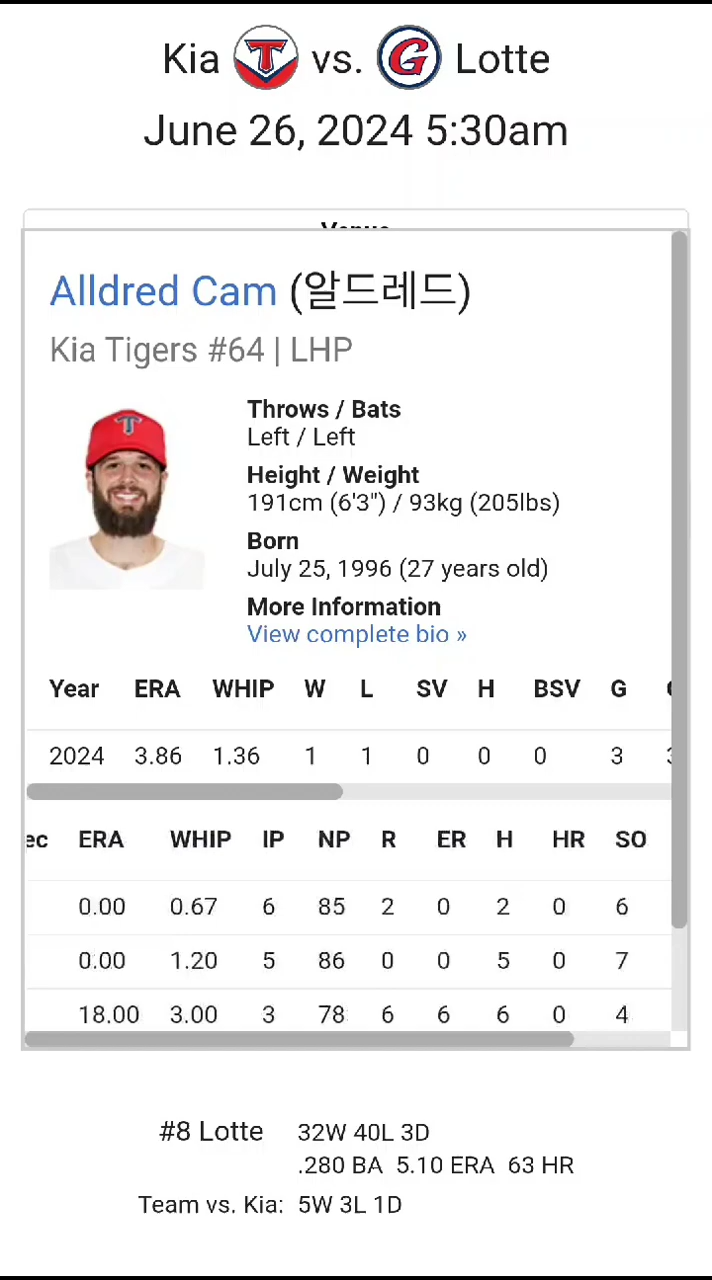 Kia T vs. G Lotte
June 26, 2024 5:30am
Alldred Cam (알드레드)
Kia Tigers #64 | LHP
T
Throws / Bats
Left / Left
Height / Weight
191cm (6'3") / 93kg (205lbs)
Born
July 25, 1996 (27 years old)
More Information
View complete bio »
Year ERA WHIP W L SV H BSV G
2024 3.86 1.36 1 1 0 0 0 3
ec ERA WHIP IP NP R ER H HR SO
0.00 0.67 6 85 2 0 2 0 6
0.00 1.20 5 86 0 0 5 0 7
18.00 3.00 3 78 6 6 6 0 4
#8 Lotte 32W 40L 3D
.280 BA 5.10 ERA 63 HR
Team vs. Kia: 5W 3L 1D